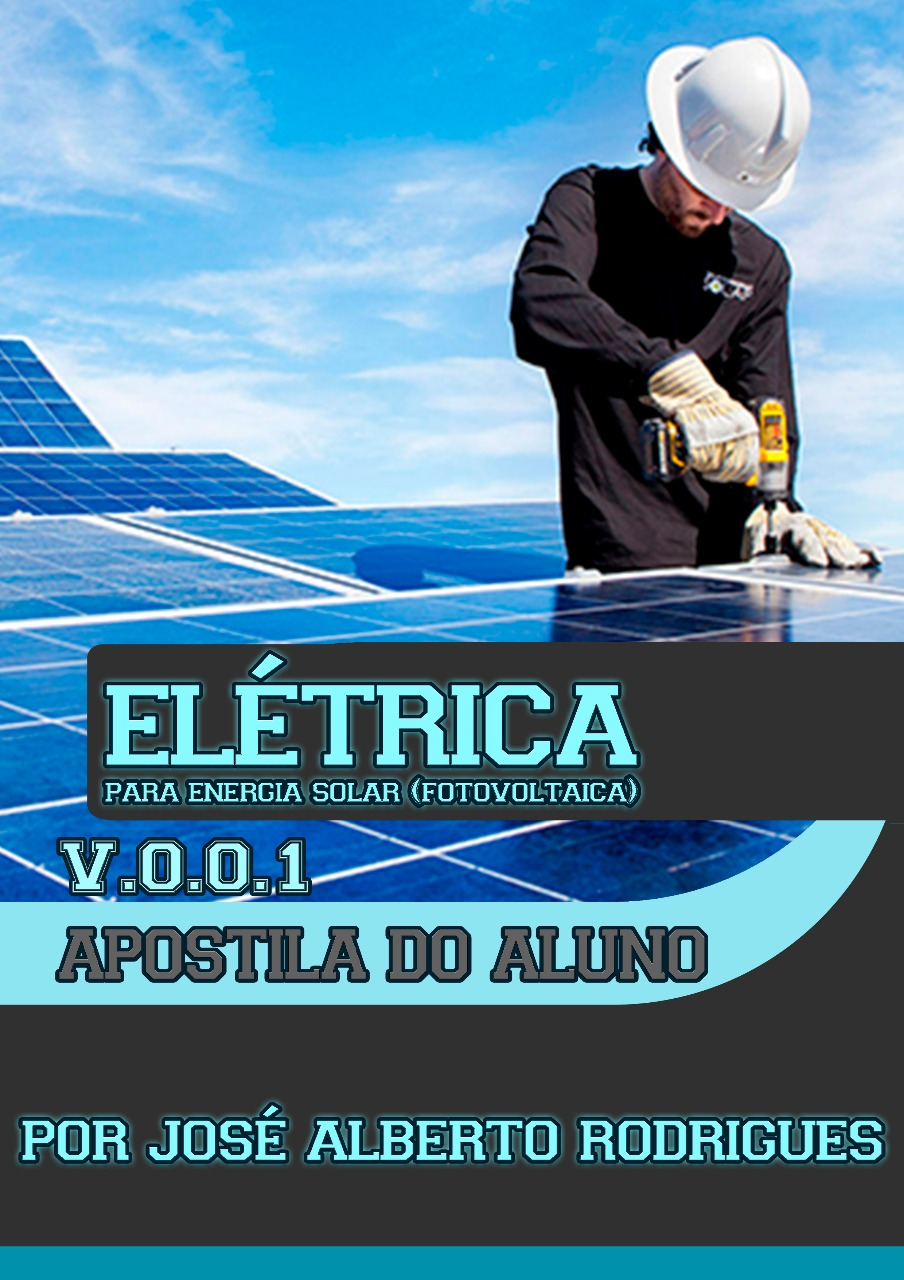 ELÉTRICA
PARA ENERGIA SOLAR (FOTOVOLTAICA)
V.0.0.1
APOSTILA DO ALUNO
POR JOSÉ ALBERTO RODRIGUES